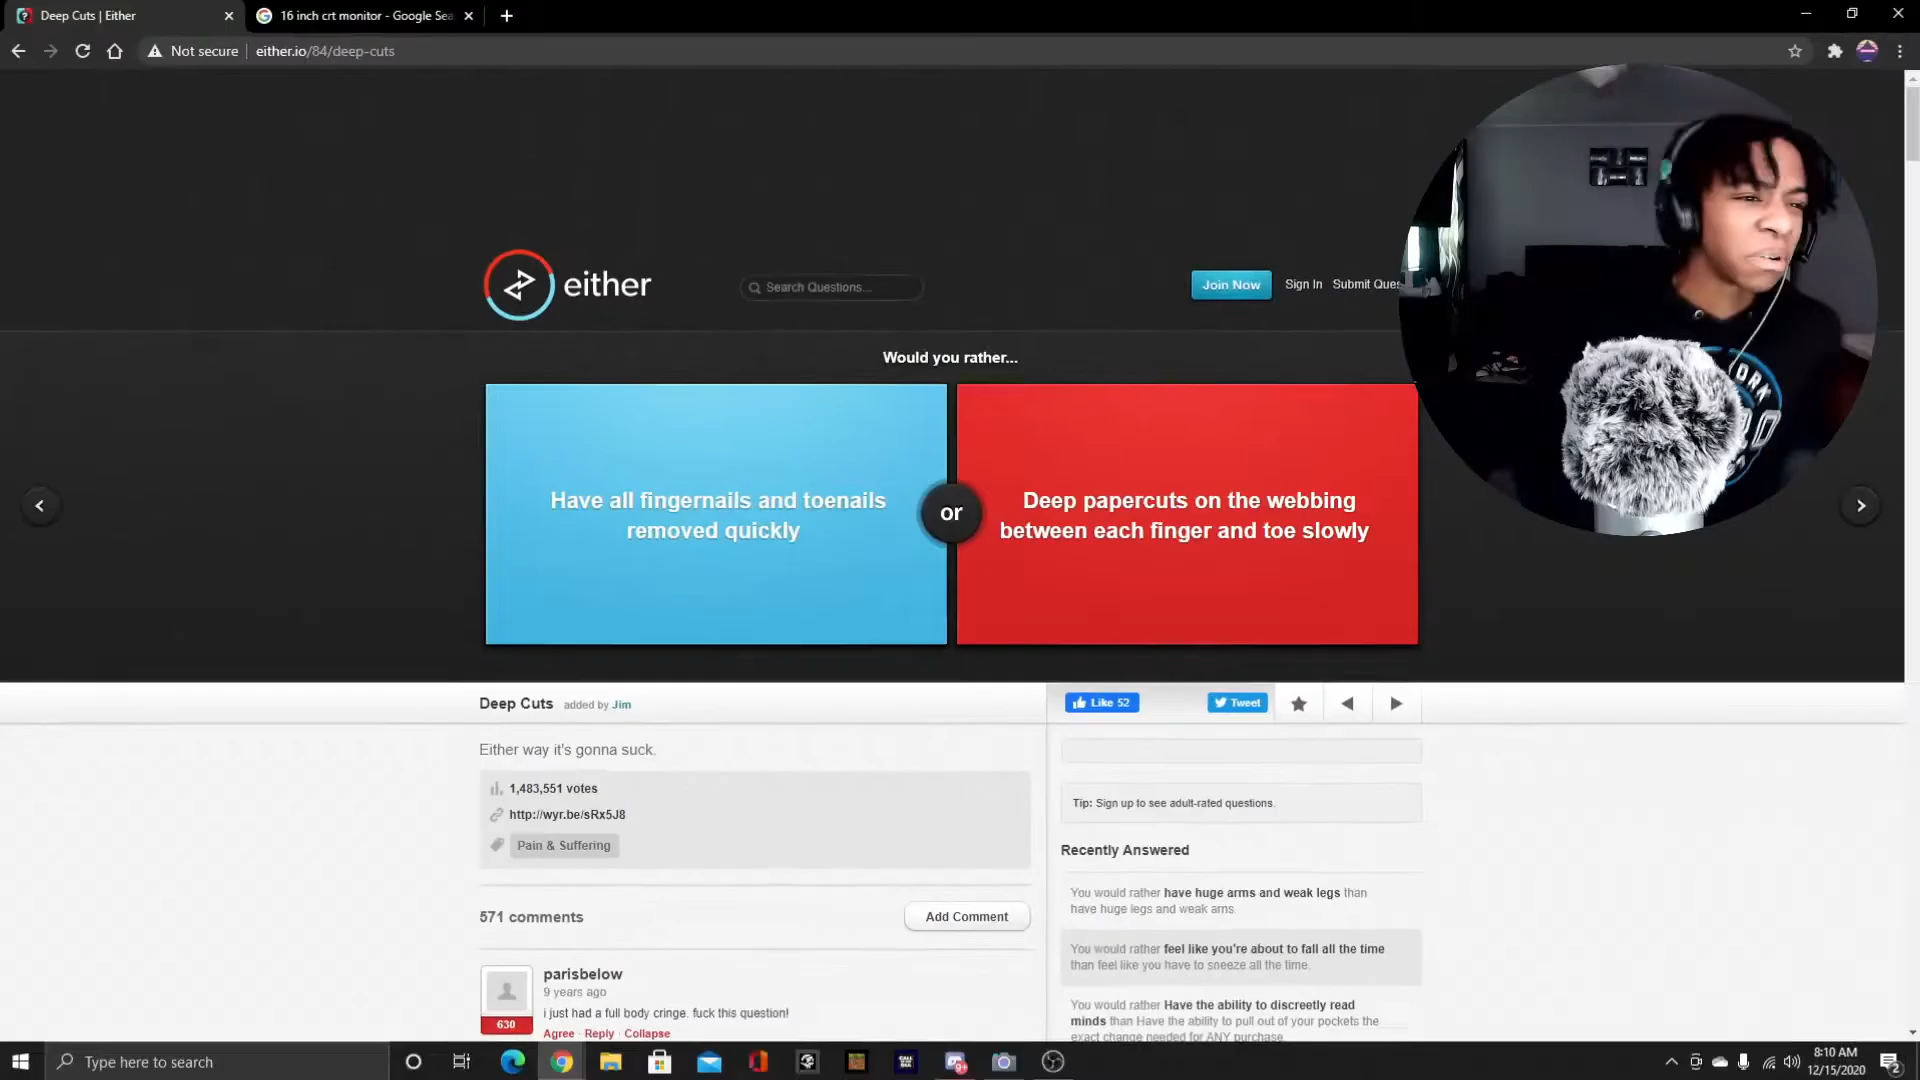 Deep Cuts | Either
16 inch crt monitor - Google Sea
Not secure
either.io/84/deep-cuts
either
Search Questions...
Join Now
Sign In
Submit Ques
Would you rather...
Have all fingernails and toenails
removed quickly
or
Deep papercuts on the webbing
between each finger and toe slowly
Deep Cuts added by Jim
Like 52
Tweet
Either way it's gonna suck.
1,483,551 votes
http://wyr.be/sRx5J8
Pain & Suffering
Tip: Sign up to see adult-rated questions.
Recently Answered
You would rather have huge arms and weak legs than
have huge legs and weak arns.
You would rather feel like you're about to fall all the time
than feel like you have to sneeze all the time.
You would rather Have the ability to discreetly read
minds than Have the ability to pull out of your pockets the
exact change needed for ANY purchase.
571 comments
Add Comment
parisbelow
9 years ago
i just had a full body cringe. fuck this question!
630
Agree · Reply · Collapse
Type here to search
9+
8:10 AM
12/15/2020
2